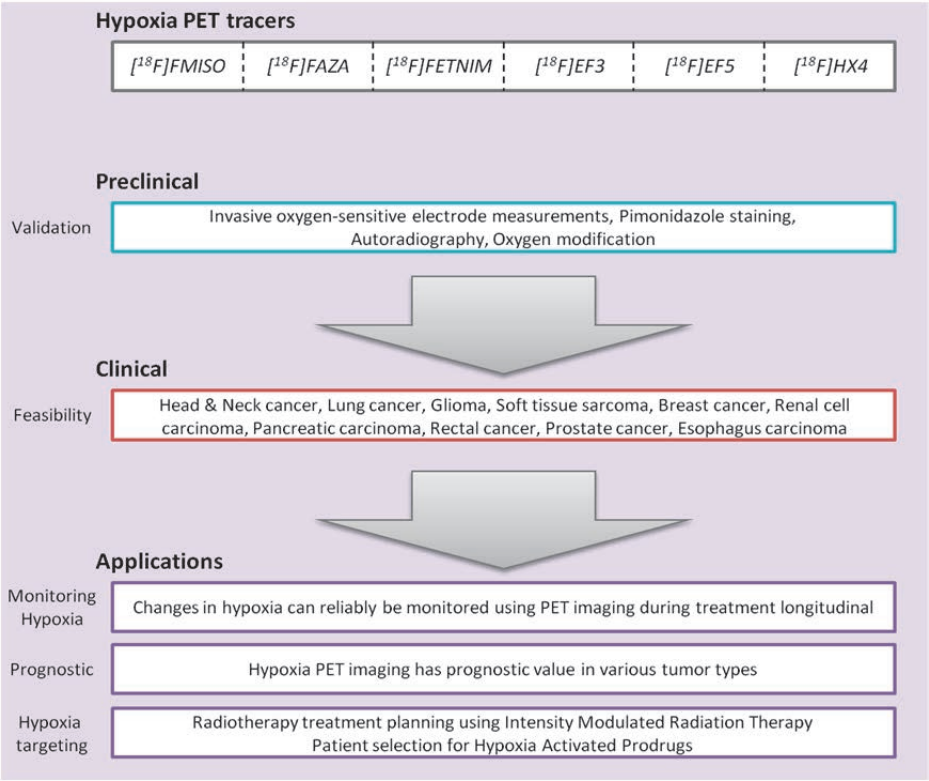 Hypoxia PET tracers
[¹⁸F]FMISO [¹⁸F]FAZA [¹⁸F]FETNIM [¹⁸F]EF3 [¹⁸F]EF5 [¹⁸F]HX4
Preclinical
Validation
Invasive oxygen-sensitive electrode measurements, Pimonidazole staining,
Autoradiography, Oxygen modification
Clinical
Feasibility
Head & Neck cancer, Lung cancer, Glioma, Soft tissue sarcoma, Breast cancer, Renal cell
carcinoma, Pancreatic carcinoma, Rectal cancer, Prostate cancer, Esophagus carcinoma
Applications
Monitoring
Hypoxia
Changes in hypoxia can reliably be monitored using PET imaging during treatment longitudinal
Prognostic
Hypoxia PET imaging has prognostic value in various tumor types
Hypoxia
targeting
Radiotherapy treatment planning using Intensity Modulated Radiation Therapy
Patient selection for Hypoxia Activated Prodrugs